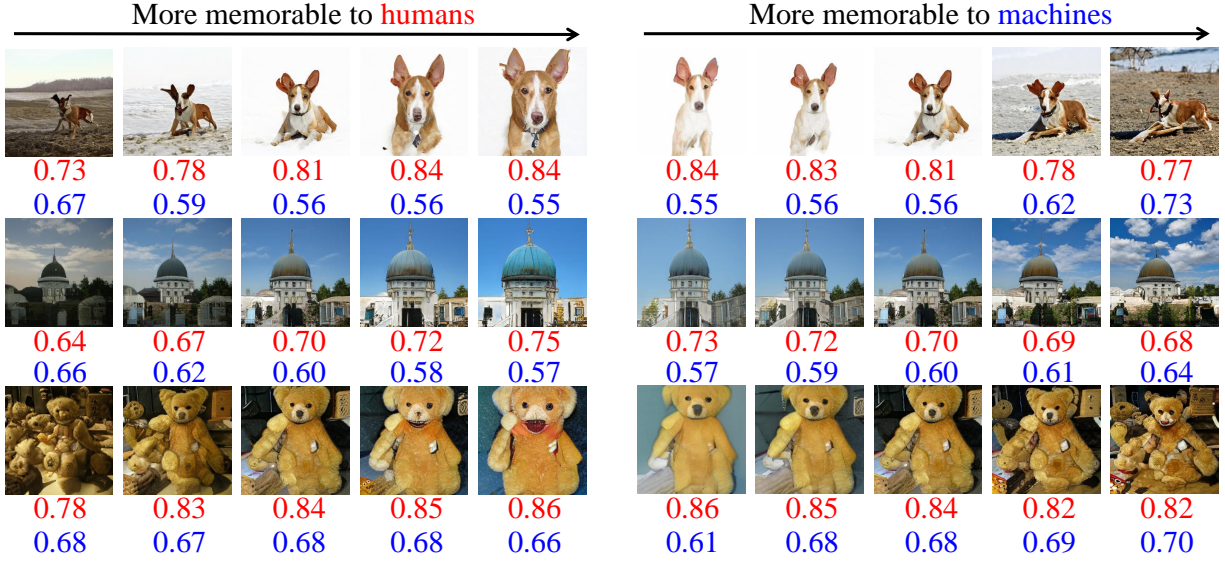 More memorable to humans
More memorable to machines
0.73 0.78 0.81 0.84 0.84
0.84 0.83 0.81 0.78 0.77
0.67 0.59 0.56 0.56 0.55
0.55 0.56 0.56 0.62 0.73
0.64 0.67 0.70 0.72 0.75
0.73 0.72 0.70 0.69 0.68
0.66 0.62 0.60 0.58 0.57
0.57 0.59 0.60 0.61 0.64
0.78 0.83 0.84 0.85 0.86
0.86 0.85 0.84 0.82 0.82
0.68 0.67 0.68 0.68 0.66
0.61 0.68 0.68 0.69 0.70